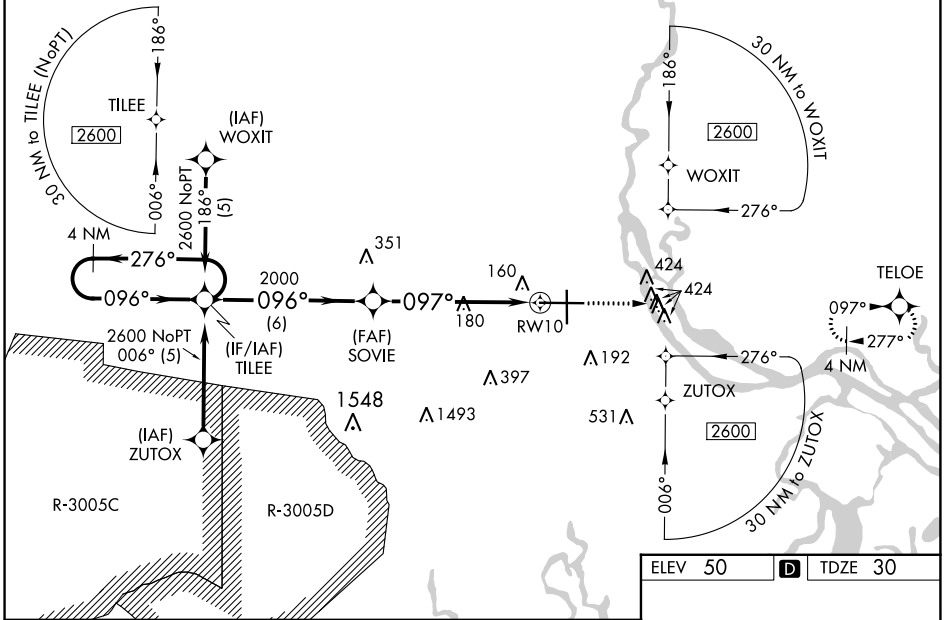 30 NM to TILEE (NoPT)
186°
TILEE
2600
006°
(IAF)
WOXIT
2600 NoPT
186°
(5)
4 NM
276°
096°
2600 NoPT
006° (5)
(IF/IAF)
TILEE
2000
096°
(6)
351
(FAF)
SOVIE
097°
180
160
RW10
(IAF)
ZUTOX
1548
1493
397
192
531
R-3005C
R-3005D
186°
30 NM to WOXIT
2600
WOXIT
276°
424
424
TELOE
097°
277°
4 NM
276°
ZUTOX
2600
006°
30 NM to ZUTOX
ELEV 50
D
TDZE 30